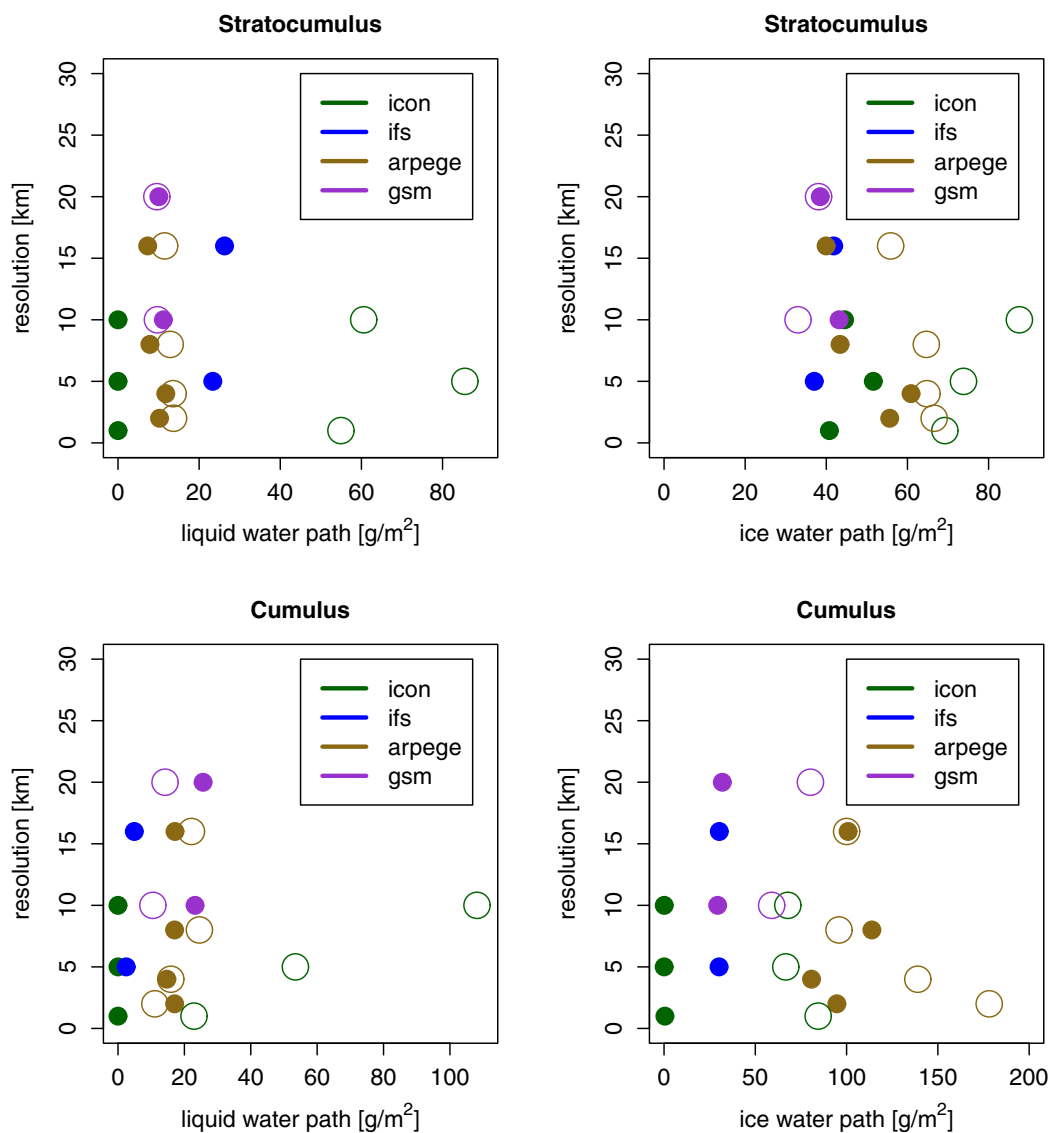 Stratocumulus
30
25
20
15
10
5
0
resolution [km]
icon
ifs
arpege
gsm
0 20 40 60 80
liquid water path [g/m²]
Stratocumulus
30
25
20
15
10
5
0
resolution [km]
icon
ifs
arpege
gsm
0 20 40 60 80
ice water path [g/m²]
Cumulus
30
25
20
15
10
5
0
resolution [km]
icon
ifs
arpege
gsm
0 20 40 60 80 100
liquid water path [g/m²]
Cumulus
30
25
20
15
10
5
0
resolution [km]
icon
ifs
arpege
gsm
0 50 100 150 200
ice water path [g/m²]